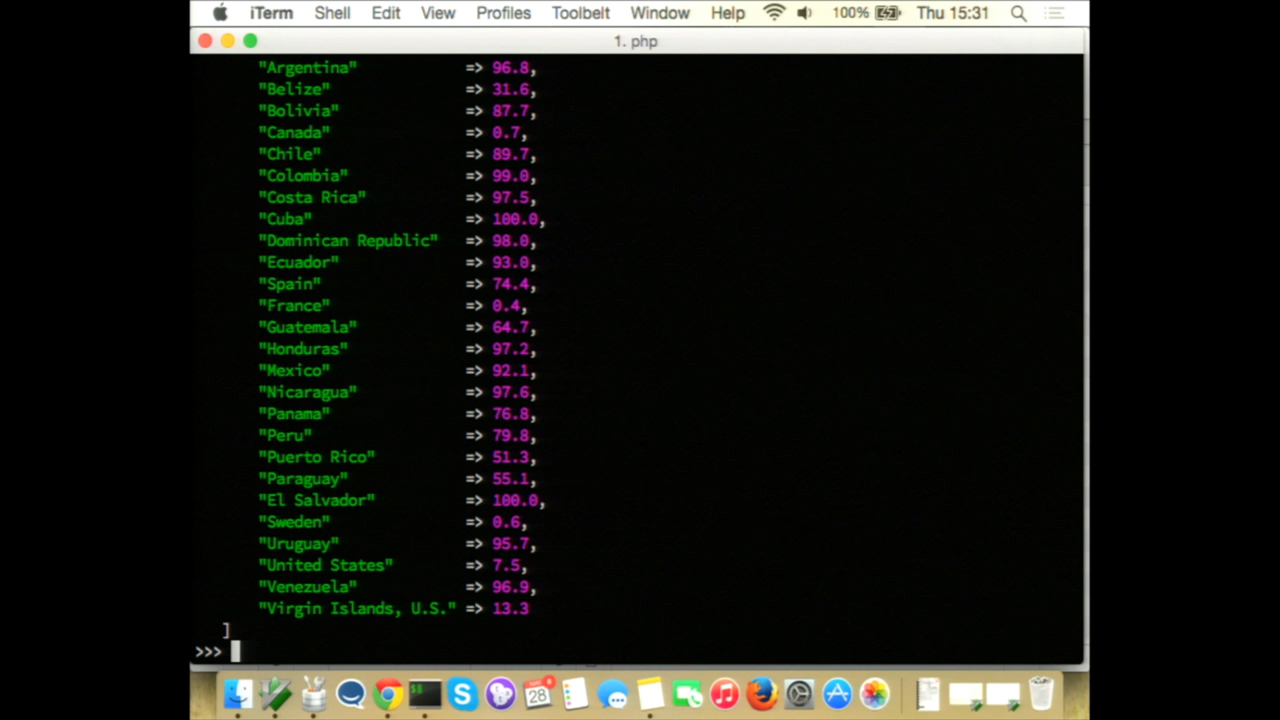 iTerm Shell Edit View Profiles Toolbelt Window Help 100% Thu 15:31
1. php
"Argentina" => 96.8,
"Belize" => 31.6,
"Bolivia" => 87.7,
"Canada" => 0.7,
"Chile" => 89.7,
"Colombia" => 99.0,
"Costa Rica" => 97.5,
"Cuba" => 100.0,
"Dominican Republic" => 98.0,
"Ecuador" => 93.0,
"Spain" => 74.4,
"France" => 0.4,
"Guatemala" => 64.7,
"Honduras" => 97.2,
"Mexico" => 92.1,
"Nicaragua" => 97.6,
"Panama" => 76.8,
"Peru" => 79.8,
"Puerto Rico" => 51.3,
"Paraguay" => 55.1,
"El Salvador" => 100.0,
"Sweden" => 0.6,
"Uruguay" => 95.7,
"United States" => 7.5,
"Venezuela" => 96.9,
"Virgin Islands, U.S." => 13.3
]
>>>
28